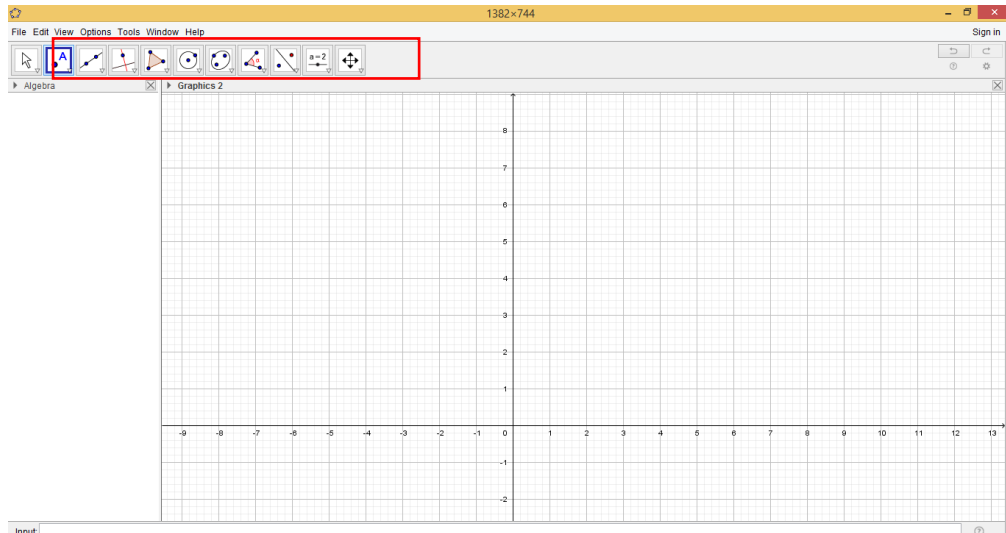 1382×744
File Edit View Options Tools Window Help
Sign in
A
α
a=2
Algebra
Graphics 2
8
7
6
5
4
3
2
1
-9 -8 -7 -6 -5 -4 -3 -2 -1 0 1 2 3 4 5 6 7 8 9 10 11 12 13
-1
-2
Input: